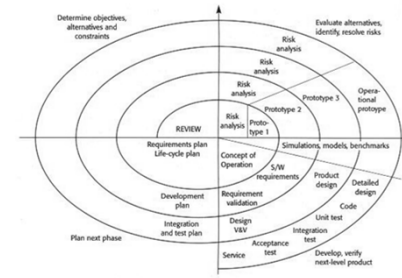 Determine objectives,
alternatives and
constraints
Evaluate alternatives,
identify, resolve risks
Risk
analysis
Risk
analysis
Risk
analysis
Risk
analysis
Proto-
type 1
Prototype 2
Prototype 3
Opera-
tional
protoype
REVIEW
Requirements plan
Life-cycle plan
Simulations, models, benchmarks
Concept of
Operation
S/W
requirements
Product
design
Detailed
design
Development
plan
Requirement
validation
Code
Unit test
Integration
and test plan
Design
V&V
Integration
test
Plan next phase
Acceptance
test
Service
Develop, verify
next-level product